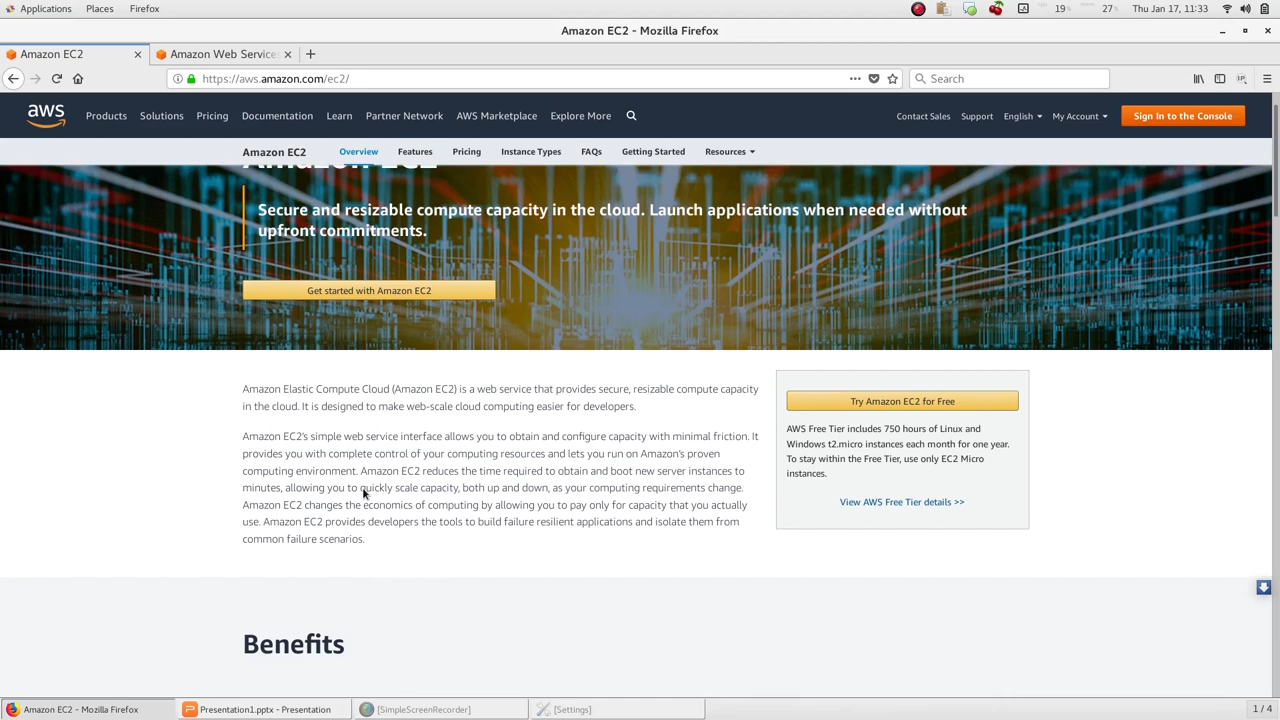 Applications Places Firefox 19% 27% Thu Jan 17, 11:33
Amazon EC2 - Mozilla Firefox
Amazon EC2 Amazon Web Service
https://aws.amazon.com/ec2/ Search
aws Products Solutions Pricing Documentation Learn Partner Network AWS Marketplace Explore More Contact Sales Support English My Account Sign In to the Console
Amazon EC2 Overview Features Pricing Instance Types FAQs Getting Started Resources
Amazon EC2
Secure and resizable compute capacity in the cloud. Launch applications when needed without
upfront commitments.
Get started with Amazon EC2
Amazon Elastic Compute Cloud (Amazon EC2) is a web service that provides secure, resizable compute capacity
in the cloud. It is designed to make web-scale cloud computing easier for developers.
Amazon EC2's simple web service interface allows you to obtain and configure capacity with minimal friction. It
provides you with complete control of your computing resources and lets you run on Amazon's proven
computing environment. Amazon EC2 reduces the time required to obtain and boot new server instances to
minutes, allowing you to quickly scale capacity, both up and down, as your computing requirements change.
Amazon EC2 changes the economics of computing by allowing you to pay only for capacity that you actually
use. Amazon EC2 provides developers the tools to build failure resilient applications and isolate them from
common failure scenarios.
Try Amazon EC2 for Free
AWS Free Tier includes 750 hours of Linux and
Windows t2.micro instances each month for one year.
To stay within the Free Tier, use only EC2 Micro
instances.
View AWS Free Tier details >>
Benefits
Amazon EC2 - Mozilla Firefox Presentation1.pptx - Presentation [SimpleScreenRecorder] [Settings] 1 / 4